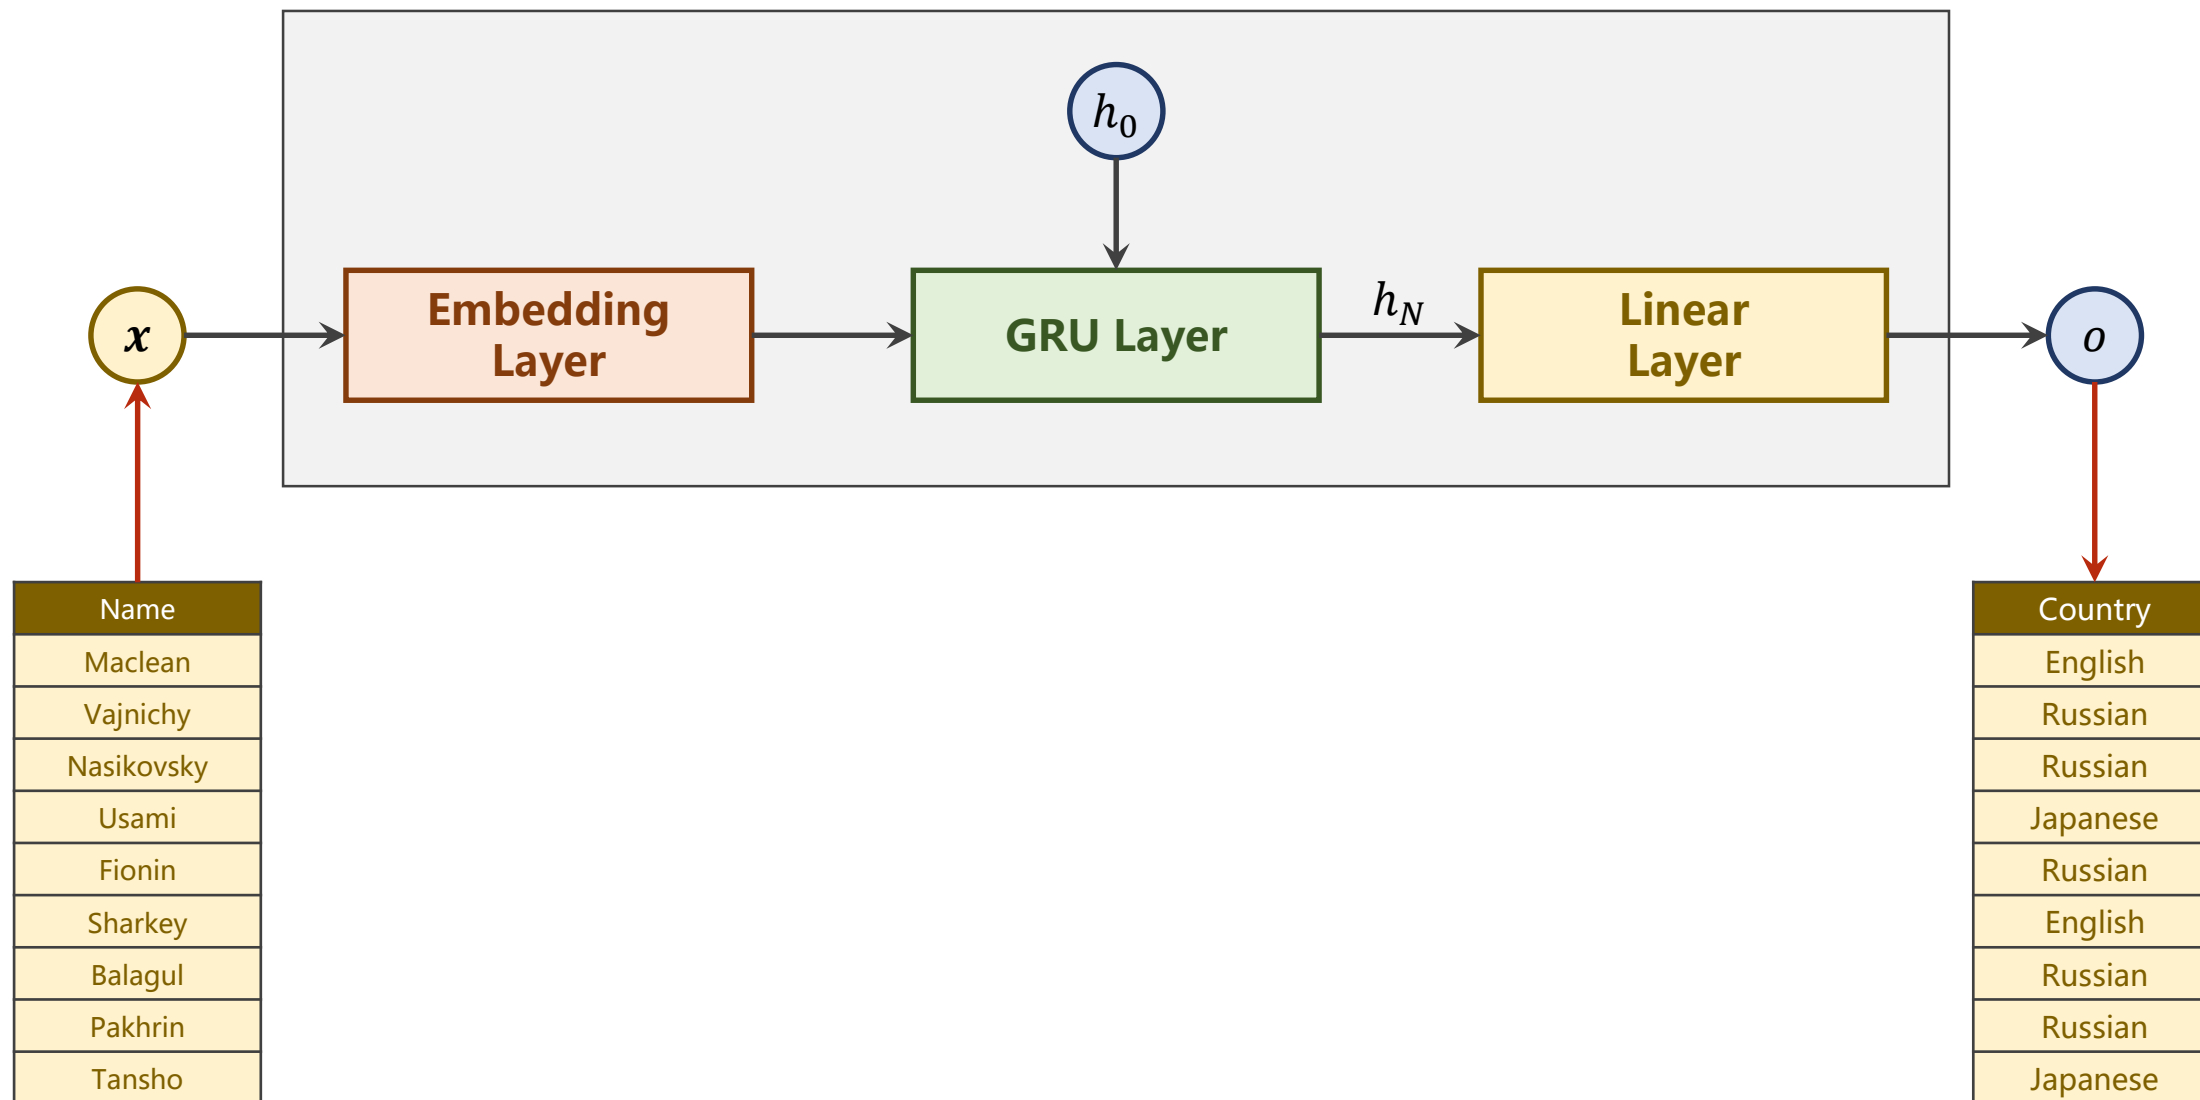 h₀
x
Embedding
Layer
GRU Layer
h_N
Linear
Layer
o
Name
Maclean
Vajnichy
Nasikovsky
Usami
Fionin
Sharkey
Balagul
Pakhrin
Tansho
Country
English
Russian
Russian
Japanese
Russian
English
Russian
Russian
Japanese